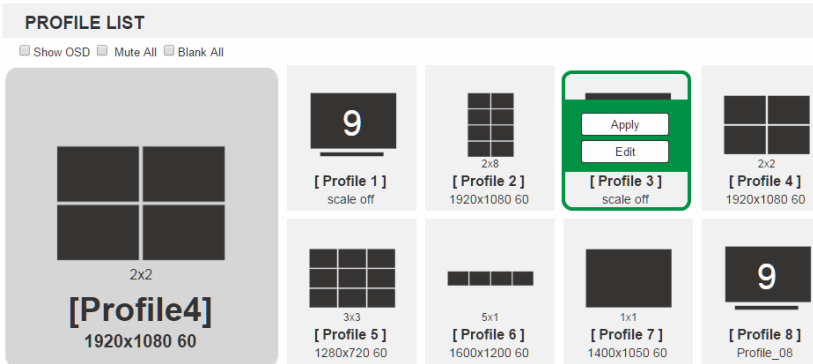 PROFILE LIST
Show OSD Mute All Blank All
2x2
[Profile4]
1920x1080 60
9
[ Profile 1 ]
scale off
2x8
[ Profile 2 ]
1920x1080 60
Apply
Edit
[ Profile 3 ]
scale off
2x2
[ Profile 4 ]
1920x1080 60
3x3
[ Profile 5 ]
1280x720 60
5x1
[ Profile 6 ]
1600x1200 60
1x1
[ Profile 7 ]
1400x1050 60
9
[ Profile 8 ]
Profile_08